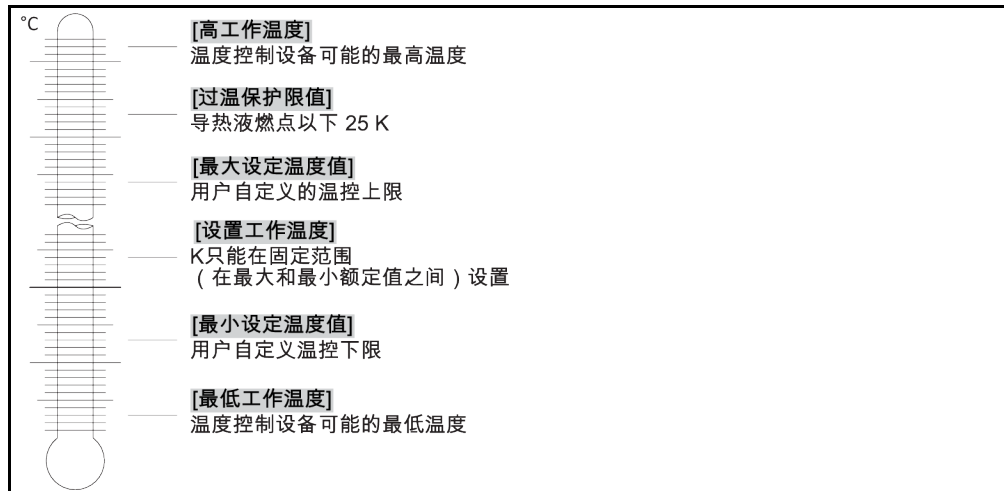 °C
[高工作温度]
温度控制设备可能的最高温度
[过温保护限值]
导热液燃点以下 25 K
[最大设定温度值]
用户自定义的温控上限
[设置工作温度]
K只能在固定范围
（在最大和最小额定值之间）设置
[最小设定温度值]
用户自定义温控下限
[最低工作温度]
温度控制设备可能的最低温度